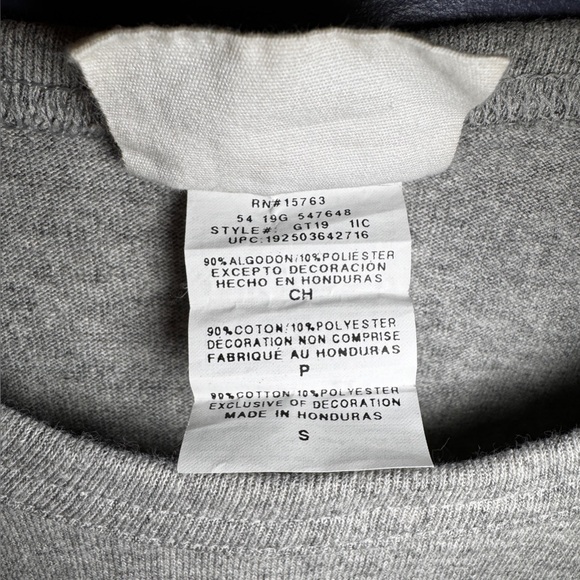 RN#15763
54 19G 547648
STYLE#: GT19 1IC
UPC:192503642716
90%ALGODON/10%POLIESTER
EXCEPTO DECORACIÓN
HECHO EN HONDURAS
CH
90%COTON/10%POLYESTER
DÉCORATION NON COMPRISE
FABRIQUÉ AU HONDURAS
P
90%COTTON 10%POLYESTER
EXCLUSIVE OF DECORATION
MADE IN HONDURAS
S